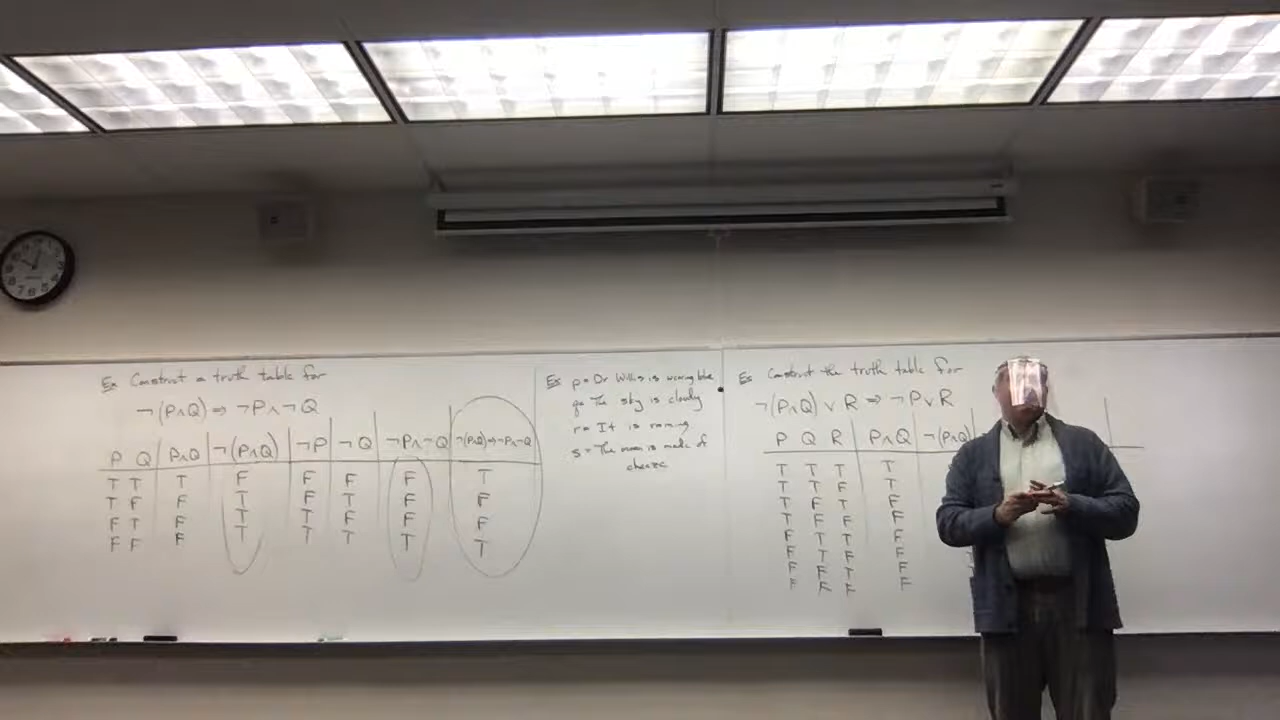 Ex Construct a truth table for
¬(P∧Q) ⇒ ¬P∧¬Q
P Q P∧Q ¬(P∧Q) ¬P ¬Q ¬P∧¬Q ¬(P∧Q)⇒¬P∧¬Q
T T T F F F F T
T F F T F T F F
F T F T T F F F
F F F T T T T T
Ex p = Dr Willis is wearing blue
q = The sky is cloudy
r = It is raining
s = The moon is made of
cheese
Ex Construct the truth table for
¬(P∧Q) ∨ R ⇒ ¬P∨R
P Q R P∧Q ¬(P∧Q)
T T T T
T T F T
T F T F
T F F F
F T T F
F T F F
F F T F
F F F F